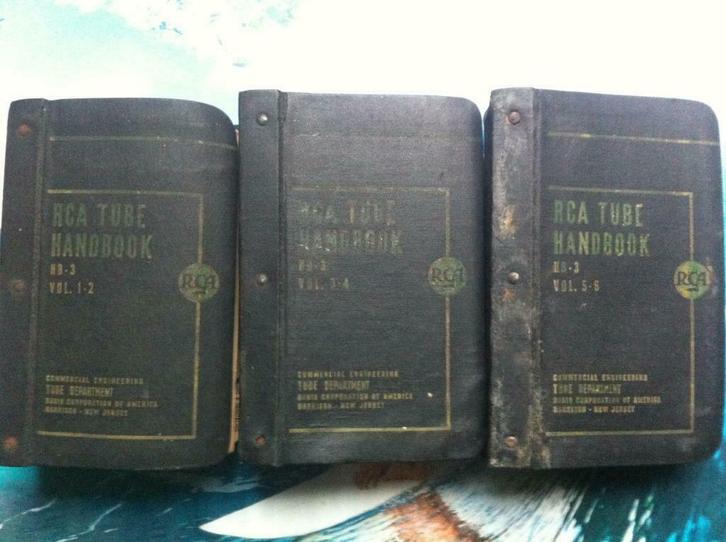 RCA TUBE
HANDBOOK
HB-3
VOL. 1-2
RCA
COMMERCIAL ENGINEERING
TUBE DEPARTMENT
RADIO CORPORATION OF AMERICA
HARRISON - NEW JERSEY
RCA TUBE
HANDBOOK
HB-3
VOL. 3-4
RCA
COMMERCIAL ENGINEERING
TUBE DEPARTMENT
RADIO CORPORATION OF AMERICA
HARRISON - NEW JERSEY
RCA TUBE
HANDBOOK
HB-3
VOL. 5-6
RCA
COMMERCIAL ENGINEERING
TUBE DEPARTMENT
RADIO CORPORATION OF AMERICA
HARRISON - NEW JERSEY